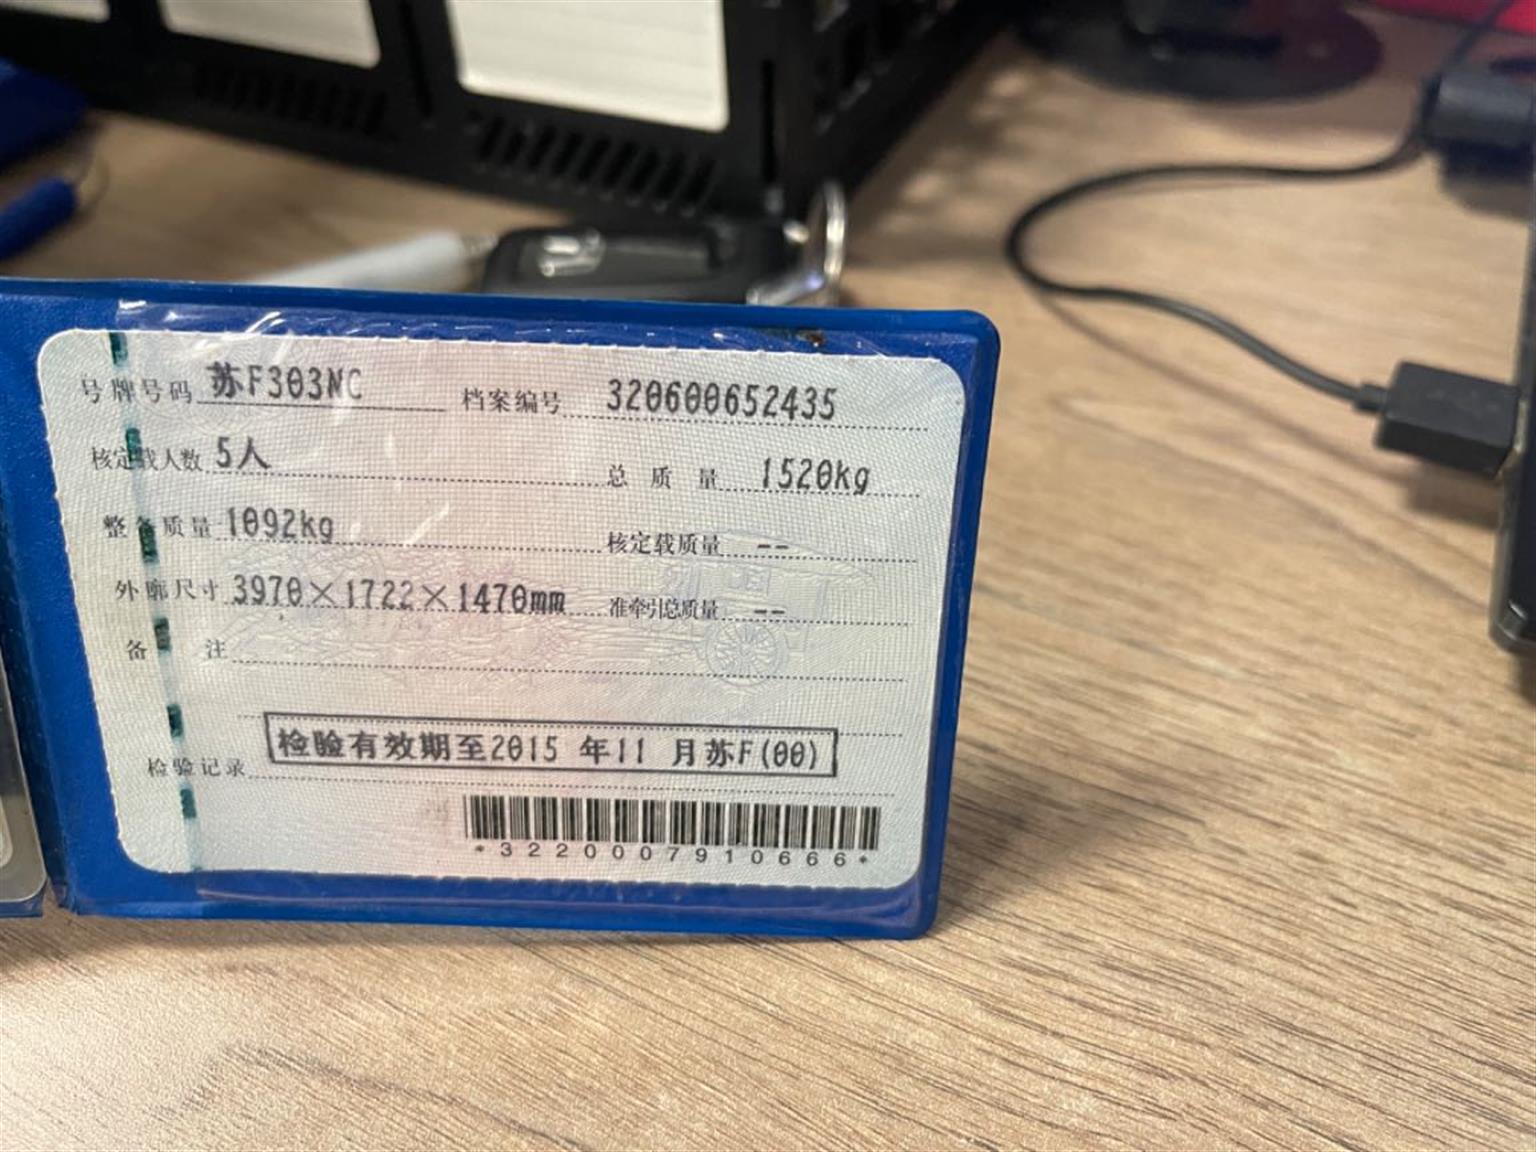 号牌号码 苏F303NC 档案编号 320600652435
核定载人数 5人 总质量 1520kg
整备质量 1092kg 核定载质量 --
外廓尺寸 3970×1722×1470mm 准牵引总质量 --
备注
检验记录 检验有效期至2015年11月苏F(00)
*3220007910666*